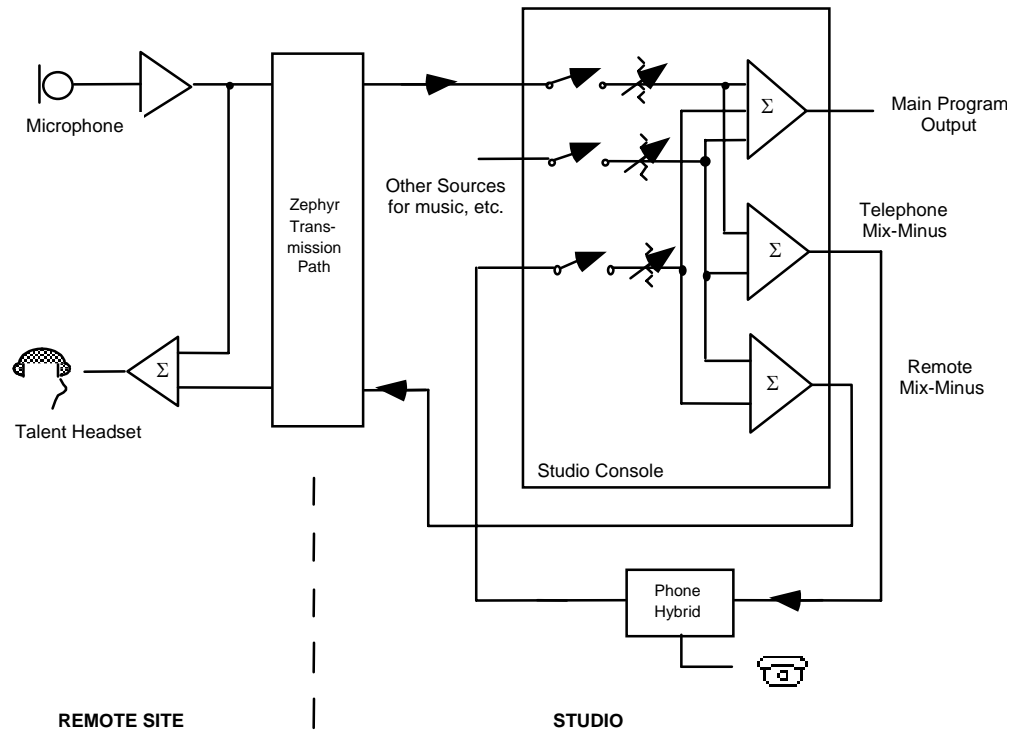 Microphone
Zephyr
Trans-
mission
Path
Talent Headset
Other Sources
for music, etc.
Σ
Σ
Σ
Σ
Main Program
Output
Telephone
Mix-Minus
Remote
Mix-Minus
Studio Console
Phone
Hybrid
REMOTE SITE
STUDIO